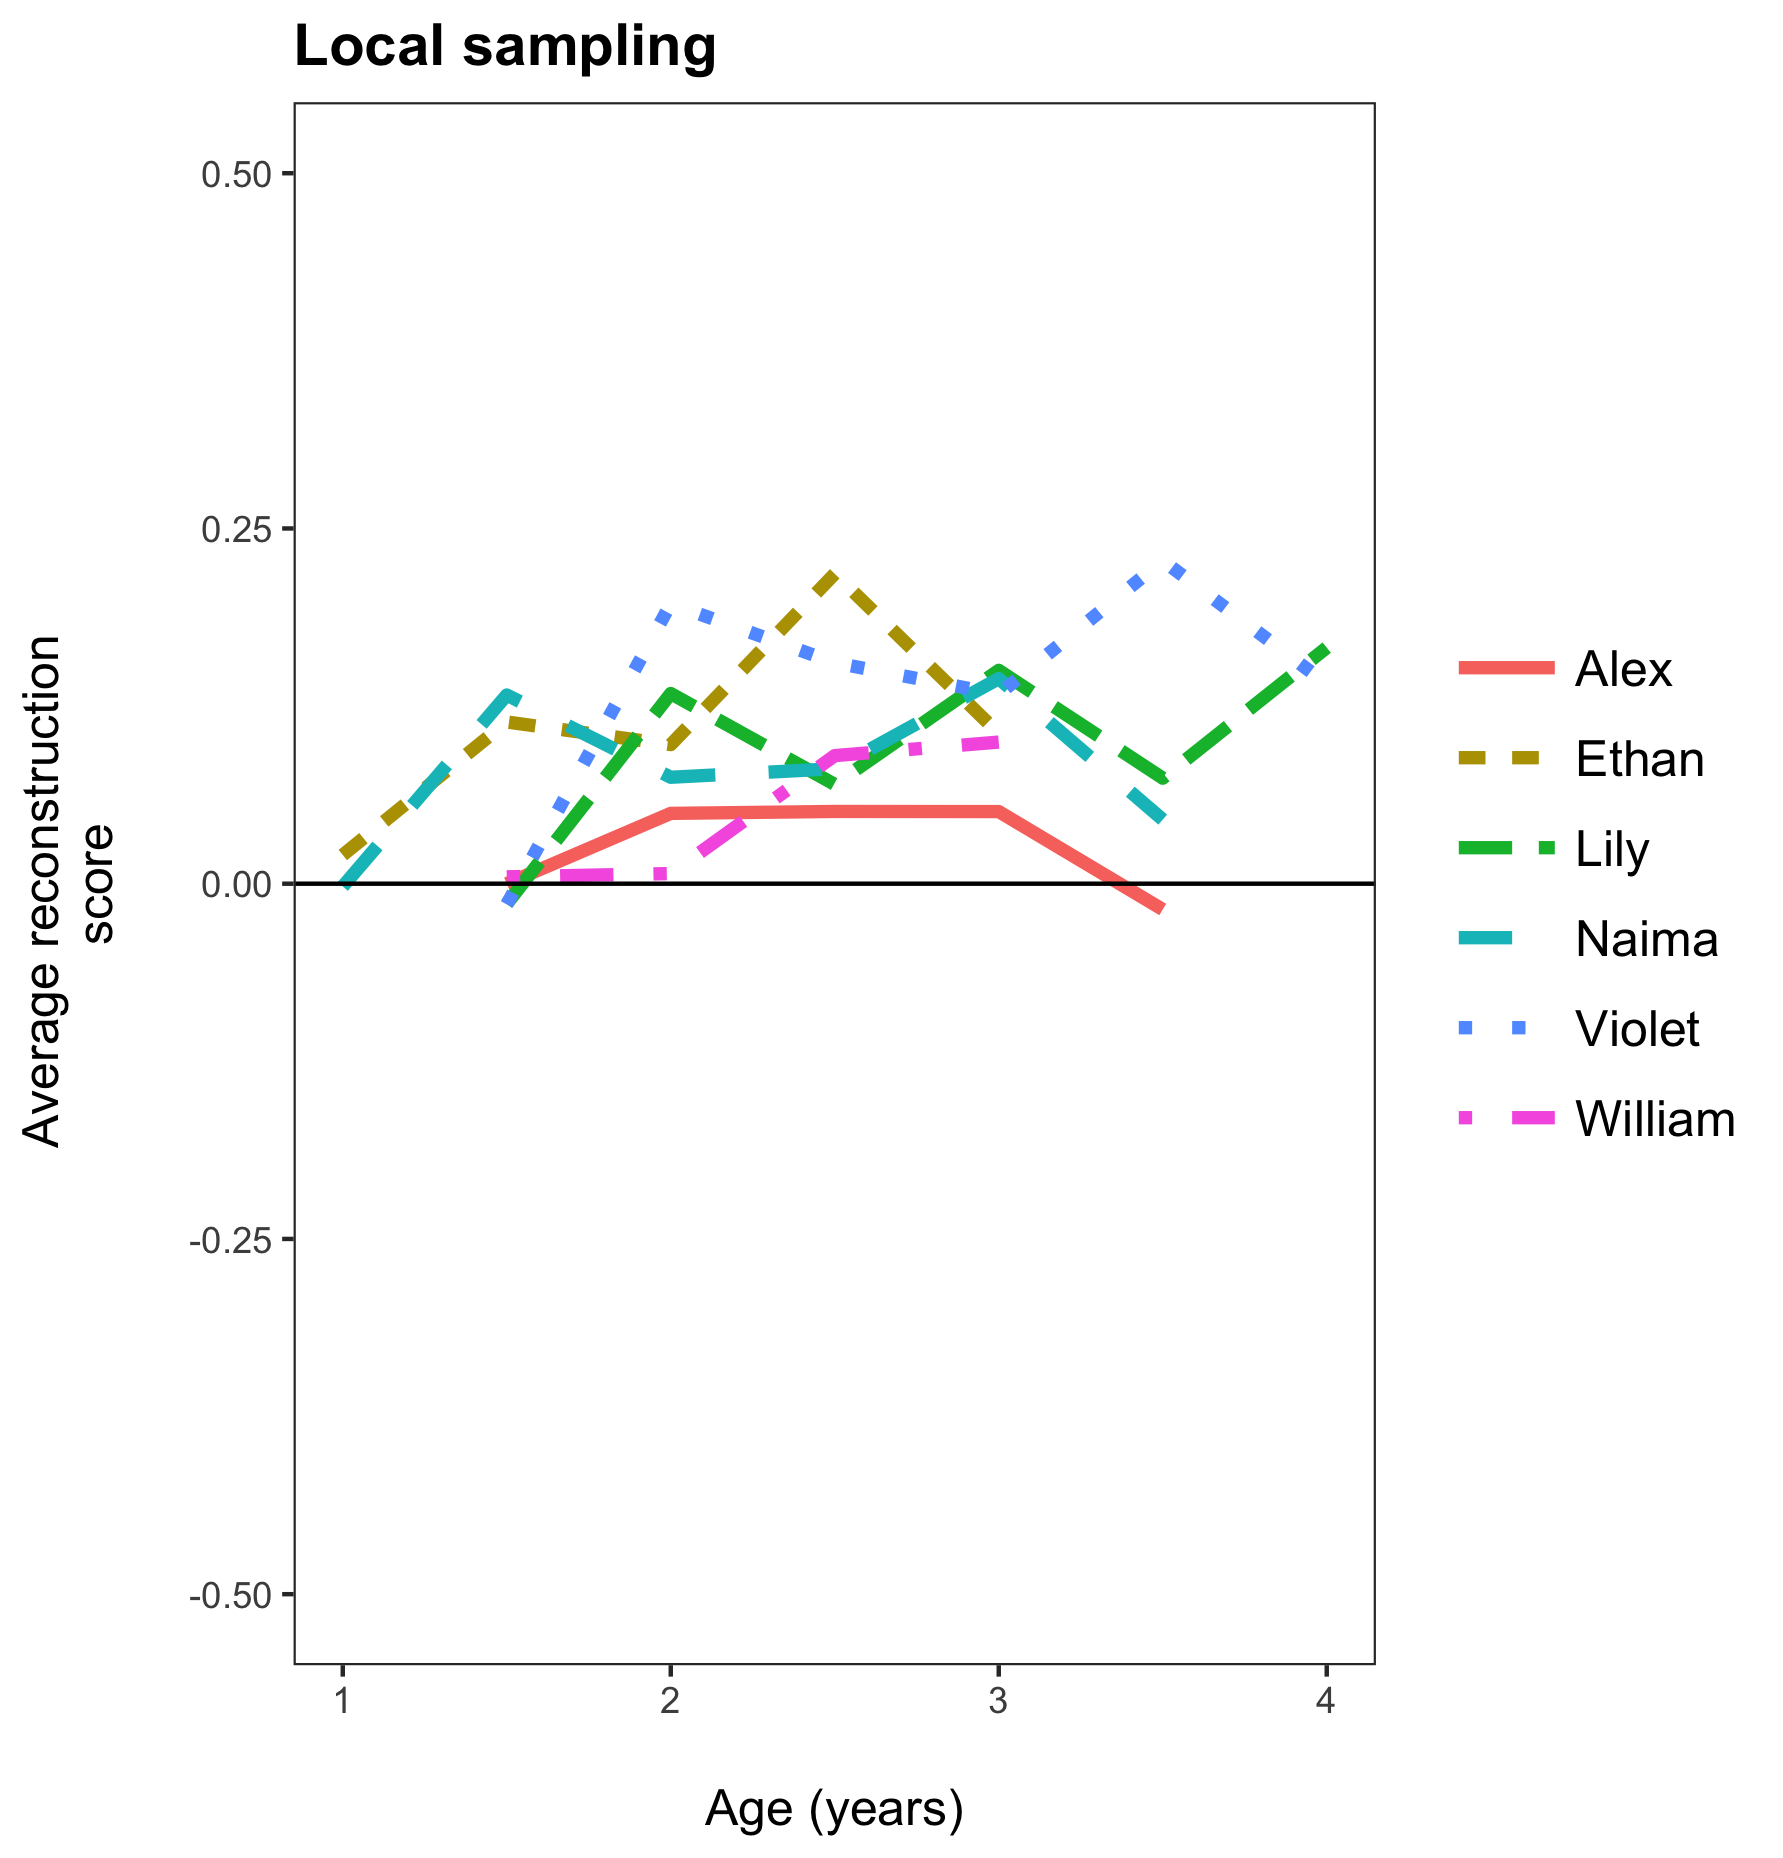 Local sampling
Average reconstruction
score
0.50
0.25
0.00
-0.25
-0.50
1
2
3
4
Age (years)
Alex
Ethan
Lily
Naima
Violet
William